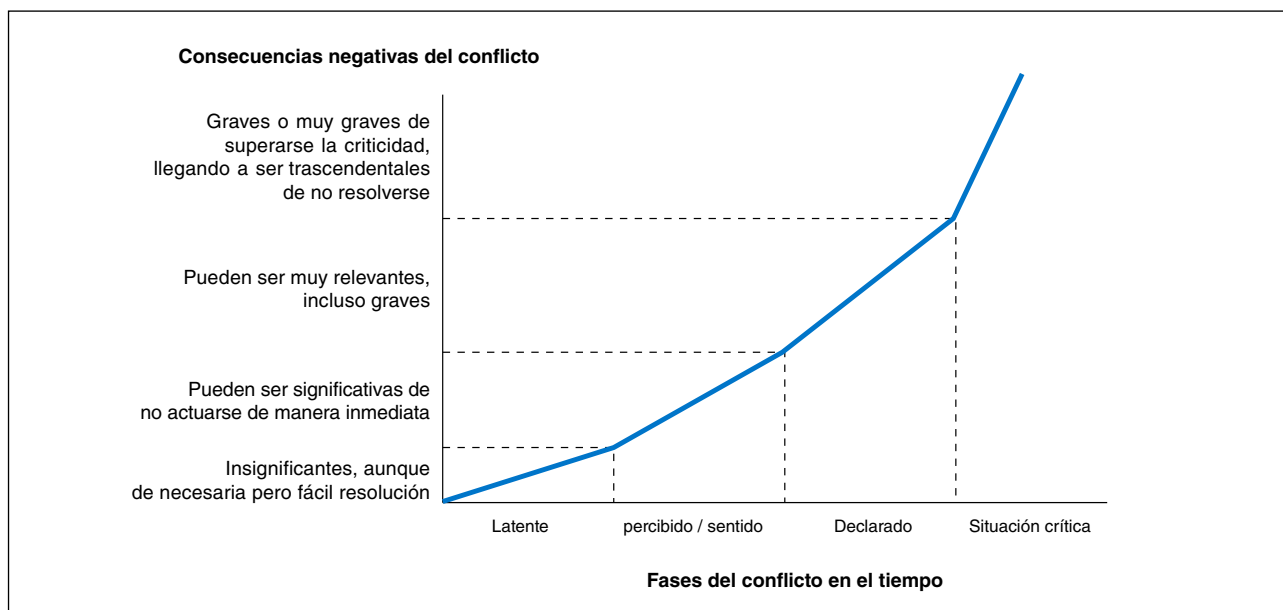 Consecuencias negativas del conflicto
Graves o muy graves de
superarse la criticidad,
llegando a ser trascendentales
de no resolverse
Pueden ser muy relevantes,
incluso graves
Pueden ser significativas de
no actuarse de manera inmediata
Insignificantes, aunque
de necesaria pero fácil resolución
Latente percibido / sentido Declarado Situación crítica
Fases del conflicto en el tiempo